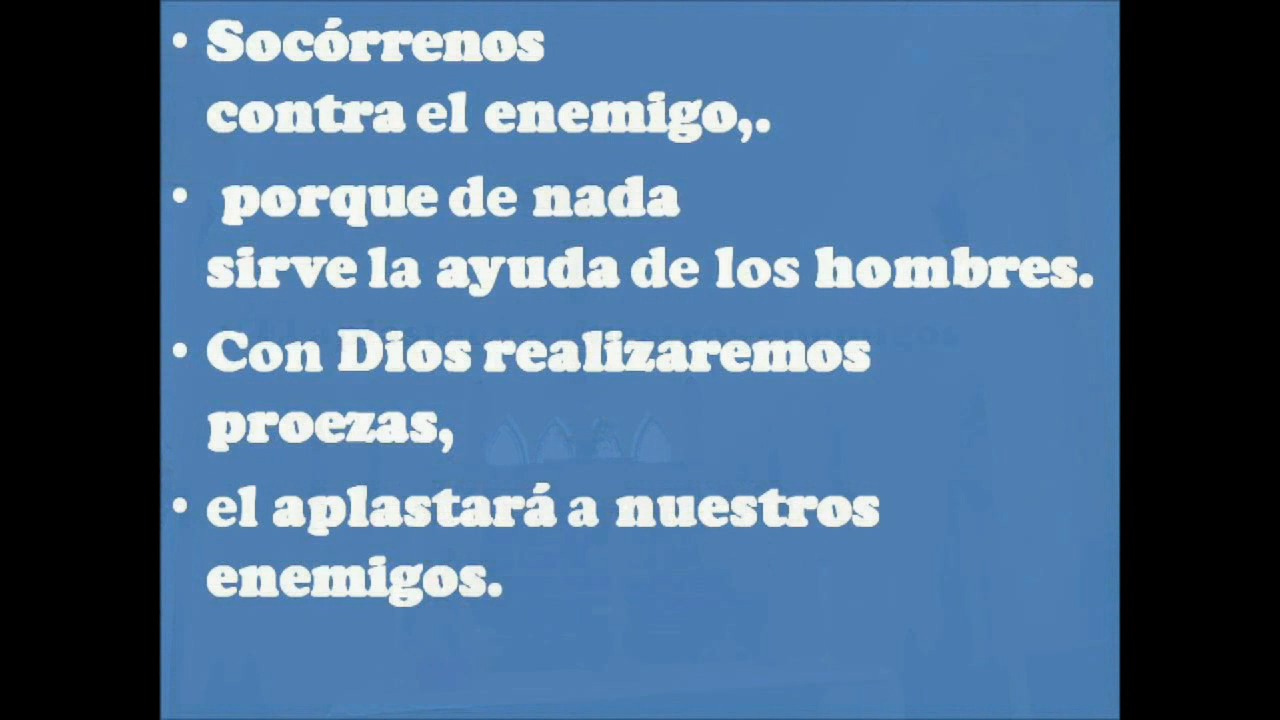 • Socórrenos
contra el enemigo,.
• porque de nada
sirve la ayuda de los hombres.
• Con Dios realizaremos
proezas,
• el aplastará a nuestros
enemigos.